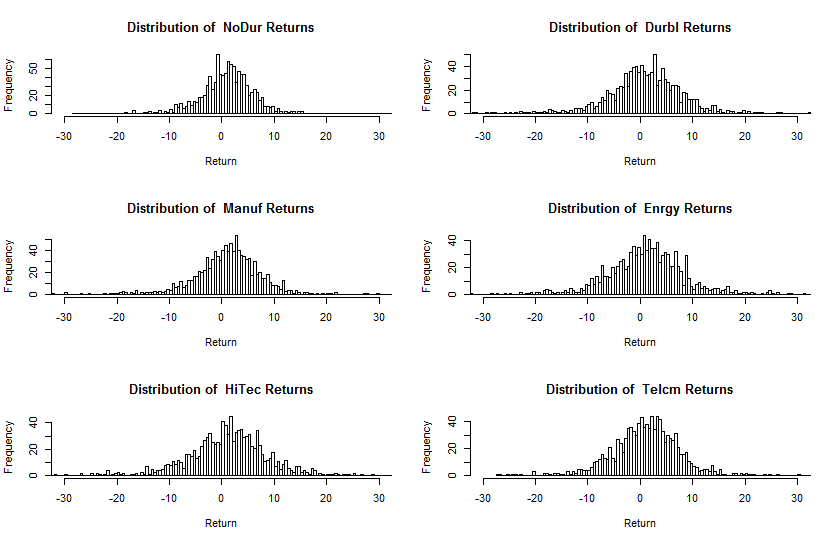 Distribution of  NoDur Returns
Frequency
0 20 60
-30 -20 -10 0 10 20 30
Return
Distribution of  Durbl Returns
Frequency
0 20 40
-30 -20 -10 0 10 20 30
Return
Distribution of  Manuf Returns
Frequency
0 20 40
-30 -20 -10 0 10 20 30
Return
Distribution of  Enrgy Returns
Frequency
0 20 40
-30 -20 -10 0 10 20 30
Return
Distribution of  HiTec Returns
Frequency
0 20 40
-30 -20 -10 0 10 20 30
Return
Distribution of  Telcm Returns
Frequency
0 20 40
-30 -20 -10 0 10 20 30
Return